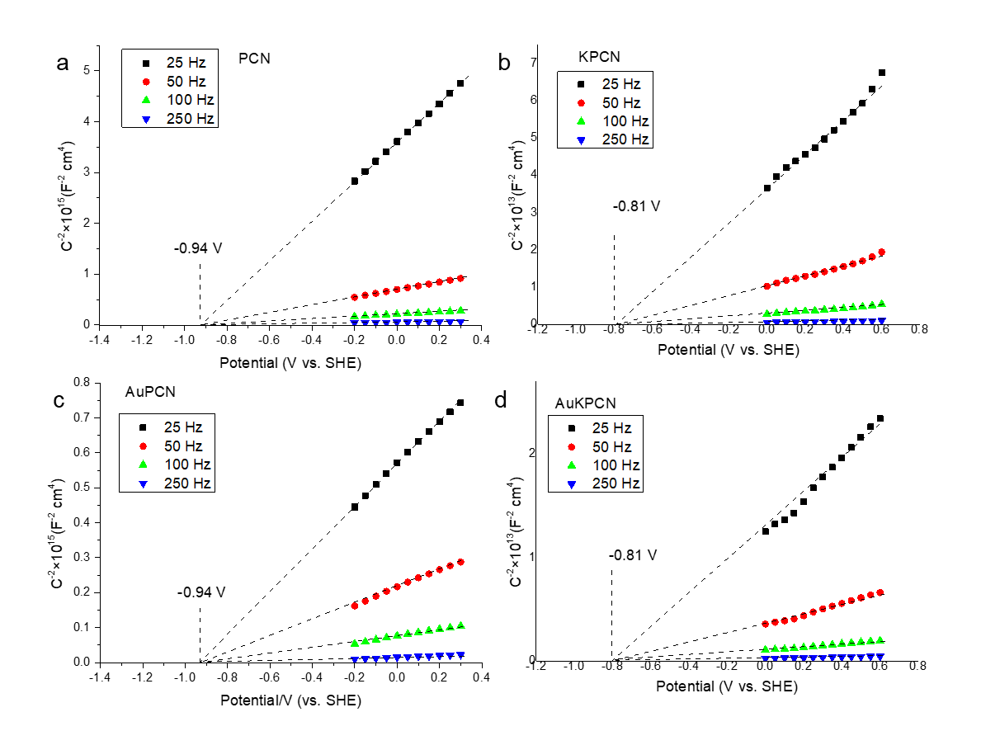 a
PCN
25 Hz
50 Hz
100 Hz
250 Hz
5
4
3
2
1
0
C⁻²×10¹⁵(F⁻² cm⁴)
-0.94 V
-1.4 -1.2 -1.0 -0.8 -0.6 -0.4 -0.2 0.0 0.2 0.4
Potential (V vs. SHE)
b
KPCN
25 Hz
50 Hz
100 Hz
250 Hz
7
6
5
4
3
2
1
0
C⁻²×10¹³(F⁻² cm⁴)
-0.81 V
-1.2 -1.0 -0.8 -0.6 -0.4 -0.2 0.0 0.2 0.4 0.6 0.8
Potential (V vs. SHE)
c
AuPCN
25 Hz
50 Hz
100 Hz
250 Hz
0.8
0.7
0.6
0.5
0.4
0.3
0.2
0.1
0.0
C⁻²×10¹⁵(F⁻² cm⁴)
-0.94 V
-1.4 -1.2 -1.0 -0.8 -0.6 -0.4 -0.2 0.0 0.2 0.4
Potential/V (vs. SHE)
d
AuKPCN
25 Hz
50 Hz
100 Hz
250 Hz
2
1
0
C⁻²×10¹³(F⁻² cm⁴)
-0.81 V
-1.2 -1.0 -0.8 -0.6 -0.4 -0.2 0.0 0.2 0.4 0.6 0.8
Potential (V vs. SHE)